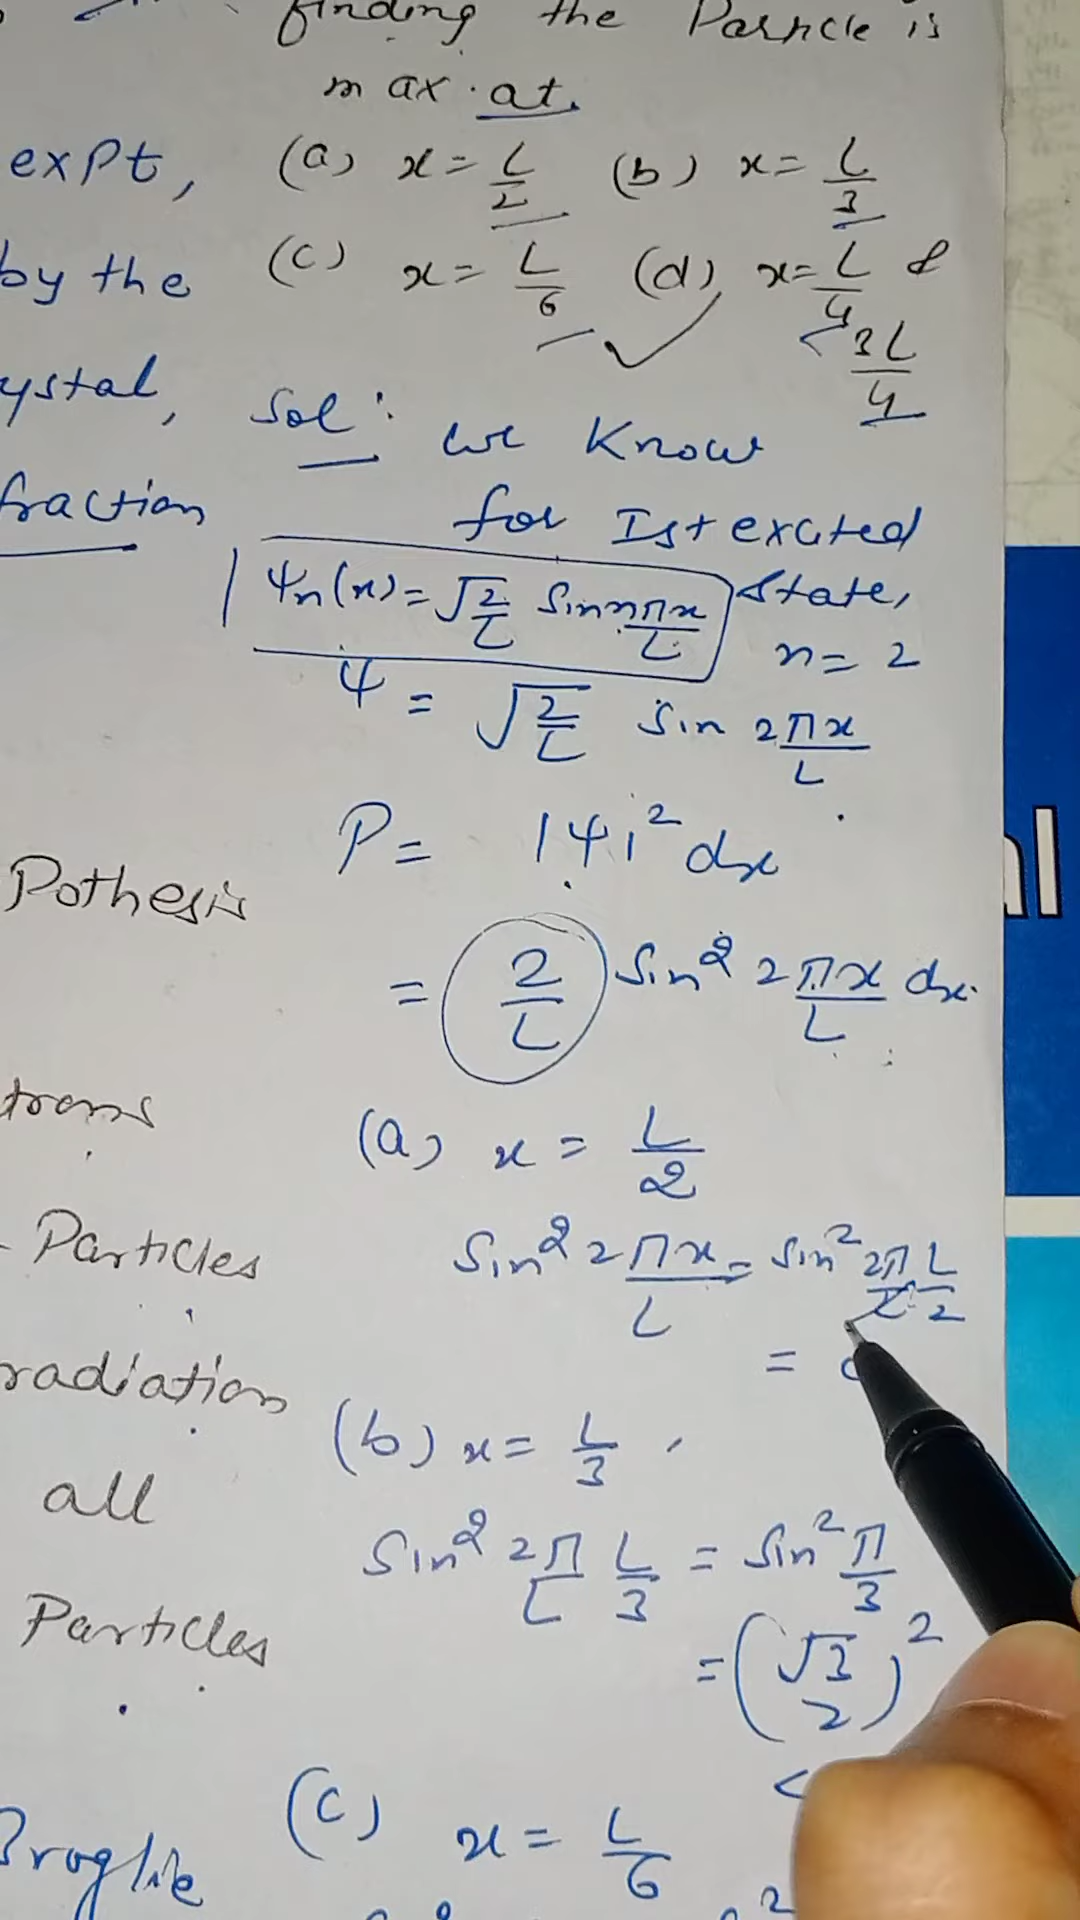 finding the Particle is
max. at.
(a) x = L/2 (b) x = L/3
(c) x = L/6 (d) x = L/4 &
3L/4
Sol: we know
for Ist excited
ψn(x) = √2/L Sin nπx/L state,
n = 2
ψ = √2/L Sin 2πx/L
P = |ψ|² dx
= 2/L Sin² 2πx/L dx.
(a) x = L/2
Sin² 2πx/L = Sin² 2π/L L/2
=
(b) x = L/3,
Sin² 2π/L L/3 = Sin² π/3
= (√3/2)²
<
(c) x = L/6
expt,
by the
ystal,
fraction
Pothesis
trons
- Particles
radiation
all
Particles
Broglie
al